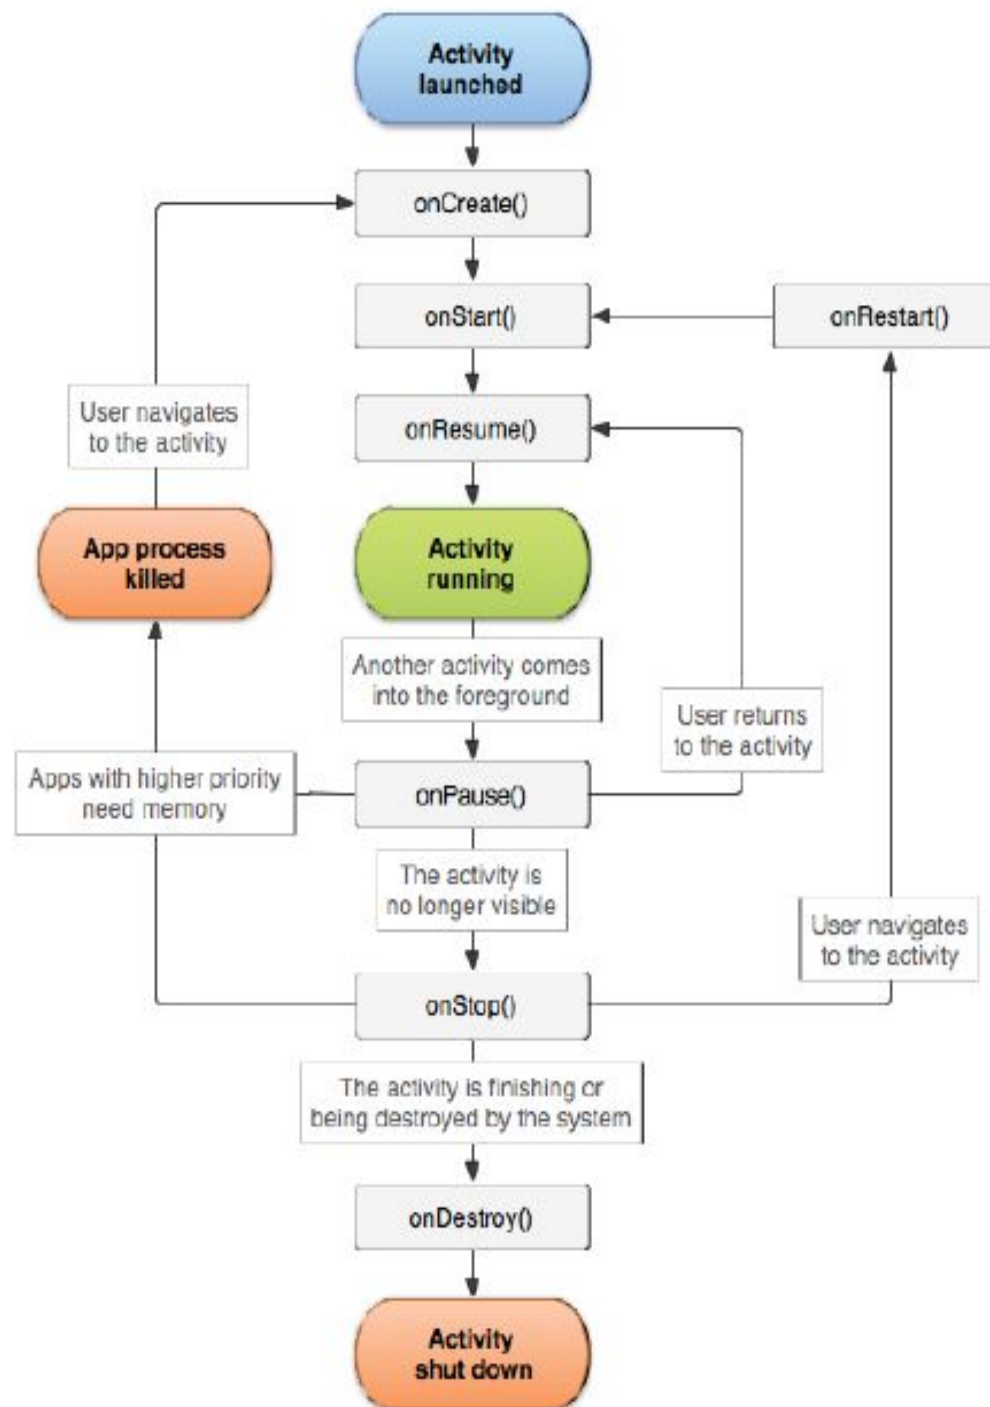 Activity
launched
onCreate()
onStart()
onRestart()
User navigates
to the activity
onResume()
App process
killed
Activity
running
Another activity comes
into the foreground
User returns
to the activity
Apps with higher priority
need memory
onPause()
The activity is
no longer visible
User navigates
to the activity
onStop()
The activity is finishing or
being destroyed by the system
onDestroy()
Activity
shut down